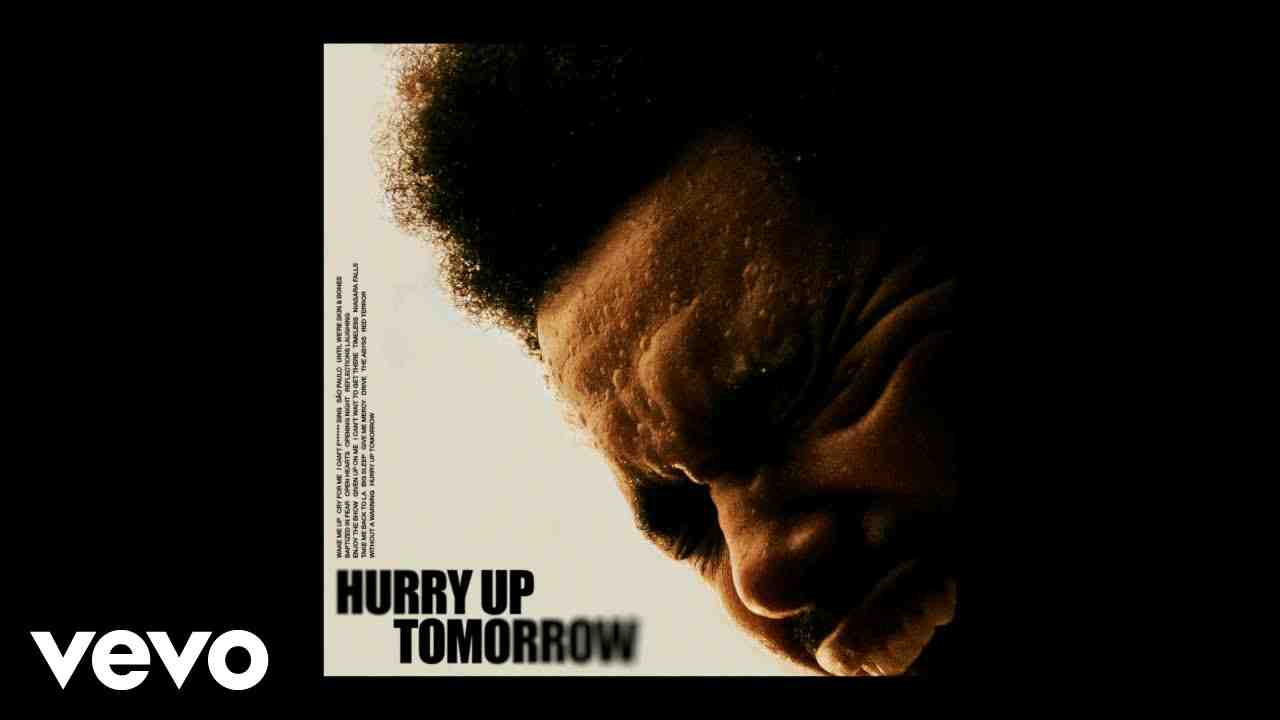 WAKE ME UP CRY FOR ME I CAN'T F****** SING SÃO PAULO UNTIL WE'RE SKIN & BONES
BAPTIZED IN FEAR OPEN HEARTS OPENING NIGHT REFLECTIONS LAUGHING
ENJOY THE SHOW GIVEN UP ON ME I CAN'T WAIT TO GET THERE TIMELESS NIAGARA FALLS
TAKE ME BACK TO LA BIG SLEEP GIVE ME MERCY DRIVE THE ABYSS RED TERROR
WITHOUT A WARNING HURRY UP TOMORROW
HURRY UP
TOMORROW
vevo